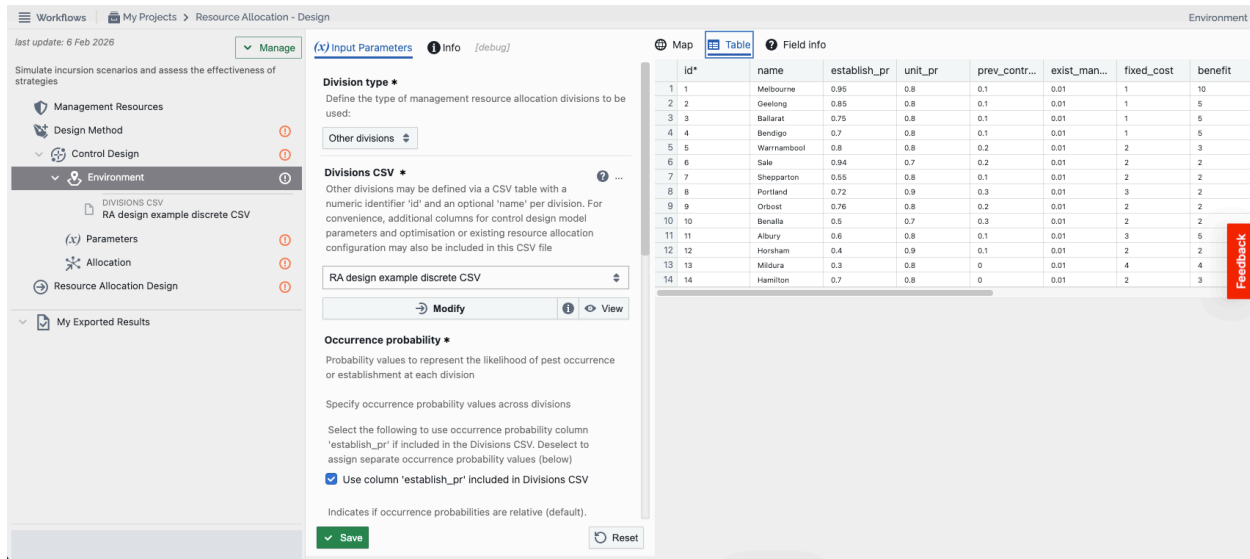 Workflows
My Projects > Resource Allocation - Design
Environment
last update: 6 Feb 2026
Manage
Simulate incursion scenarios and assess the effectiveness of
strategies
Management Resources
Design Method
Control Design
Environment
DIVISIONS CSV
RA design example discrete CSV
(x) Parameters
Allocation
Resource Allocation Design
My Exported Results
(x) Input Parameters Info [debug]
Division type *
Define the type of management resource allocation divisions to be
used:
Other divisions
Divisions CSV * ? ...
Other divisions may be defined via a CSV table with a
numeric identifier 'id' and an optional 'name' per division. For
convenience, additional columns for control design model
parameters and optimisation or existing resource allocation
configuration may also be included in this CSV file
RA design example discrete CSV
Modify View
Occurrence probability *
Probability values to represent the likelihood of pest occurrence
or establishment at each division
Specify occurrence probability values across divisions
Select the following to use occurrence probability column
'establish_pr' if included in the Divisions CSV. Deselect to
assign separate occurrence probability values (below)
Use column 'establish_pr' included in Divisions CSV
Indicates if occurrence probabilities are relative (default).
Save Reset
Map Table Field info
id* name establish_pr unit_pr prev_contr... exist_man... fixed_cost benefit
1 1 Melbourne 0.95 0.8 0.1 0.01 1 10
2 2 Geelong 0.85 0.8 0.1 0.01 1 5
3 3 Ballarat 0.75 0.8 0.1 0.01 1 5
4 4 Bendigo 0.7 0.8 0.1 0.01 1 5
5 5 Warrnambool 0.8 0.8 0.2 0.01 2 3
6 6 Sale 0.94 0.7 0.2 0.01 2 2
7 7 Shepparton 0.55 0.8 0.1 0.01 2 2
8 8 Portland 0.72 0.9 0.3 0.01 3 2
9 9 Orbost 0.76 0.8 0.2 0.01 2 2
10 10 Benalla 0.5 0.7 0.3 0.01 2 2
11 11 Albury 0.6 0.8 0.1 0.01 3 5
12 12 Horsham 0.4 0.9 0.1 0.01 2 2
13 13 Mildura 0.3 0.8 0 0.01 4 4
14 14 Hamilton 0.7 0.8 0 0.01 2 3
Feedback